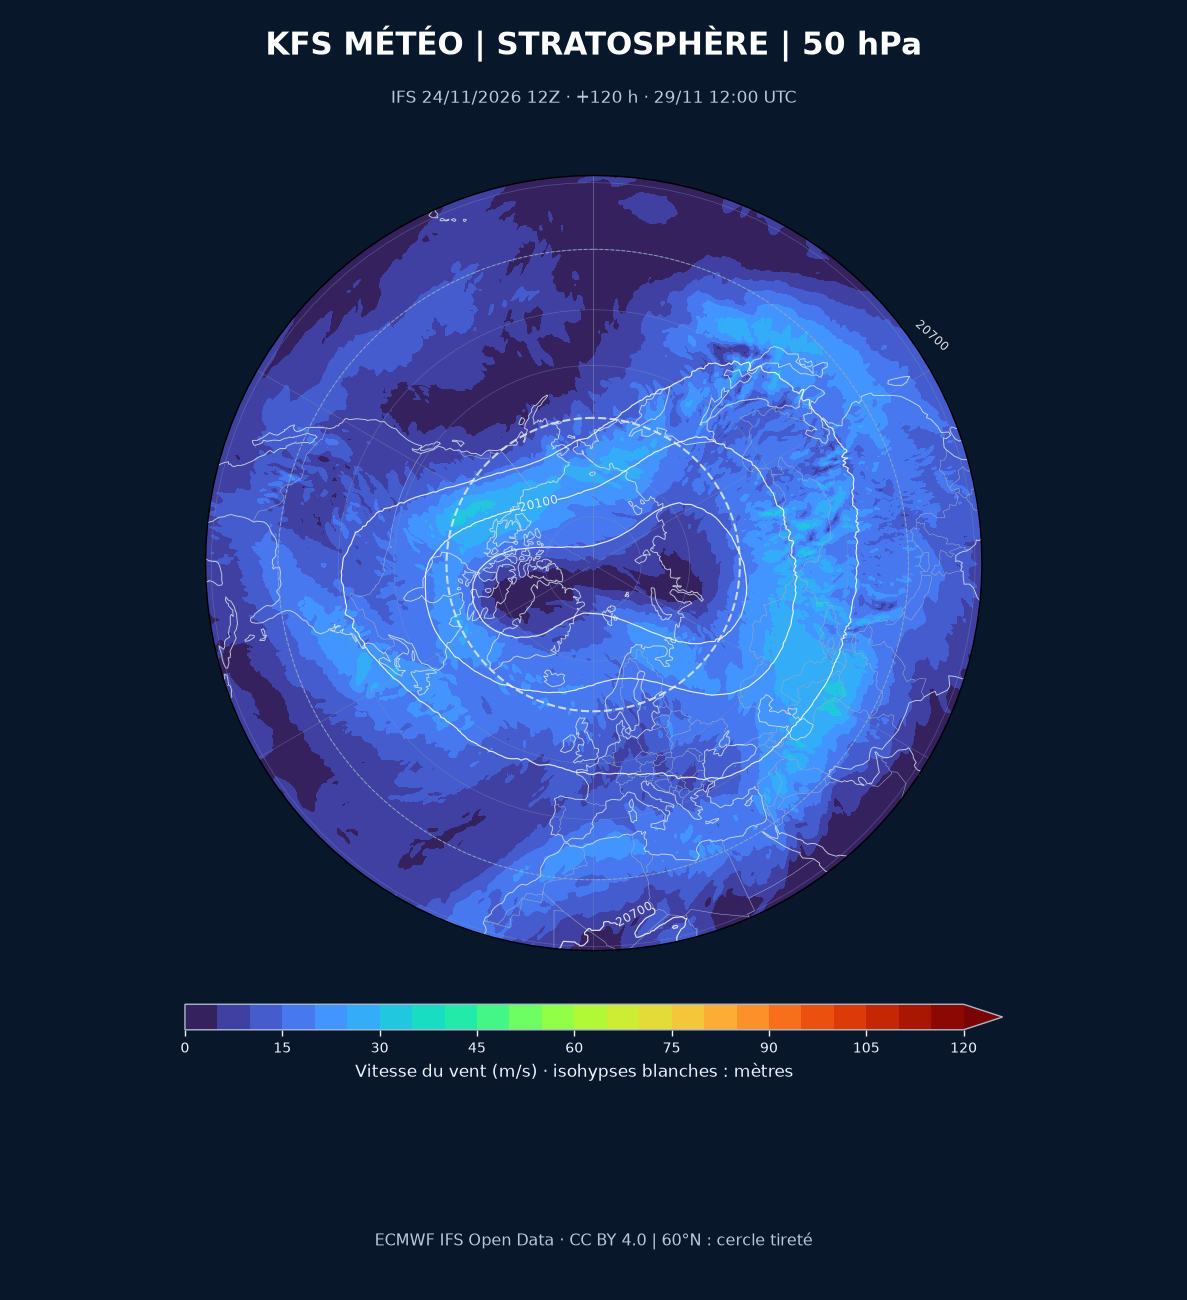 KFS MÉTÉO | STRATOSPHÈRE | 50 hPa
IFS 24/11/2026 12Z · +120 h · 29/11 12:00 UTC
20700
20100
20700
0 15 30 45 60 75 90 105 120
Vitesse du vent (m/s) · isohypses blanches : mètres
ECMWF IFS Open Data · CC BY 4.0 | 60°N : cercle tireté